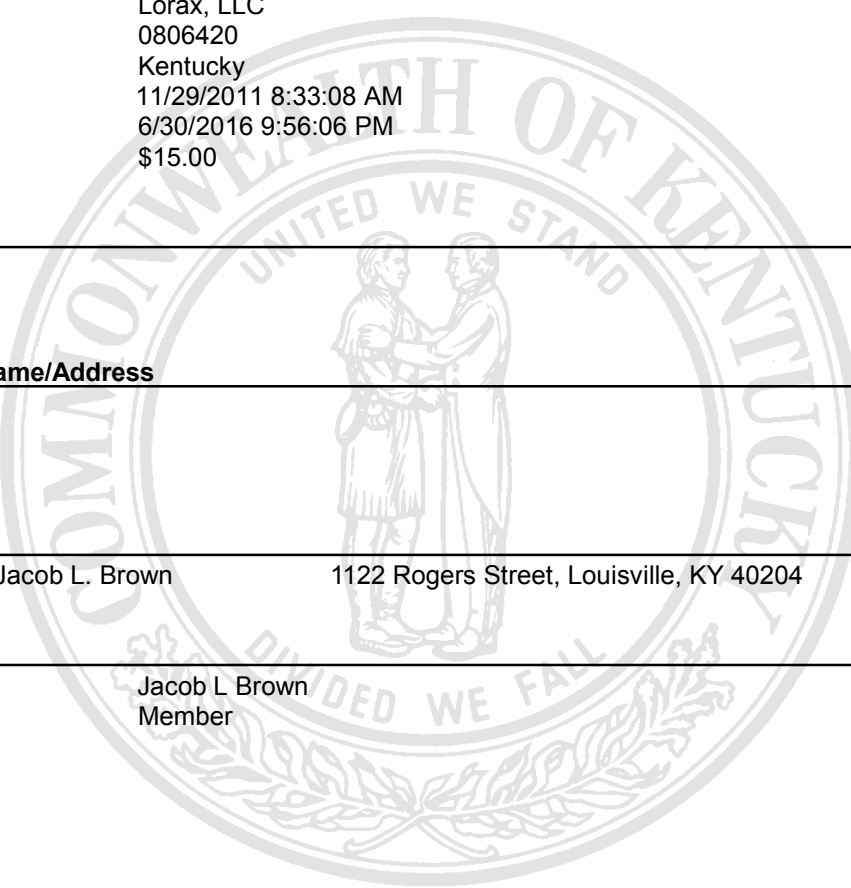 Lorax, LLC
0806420
Kentucky
11/29/2011 8:33:08 AM
6/30/2016 9:56:06 PM
$15.00
COMMONWEALTH OF KENTUCKY
UNITED WE STAND
ame/Address
Jacob L. Brown 1122 Rogers Street, Louisville, KY 40204
DIVIDED WE FALL
Jacob L Brown
Member